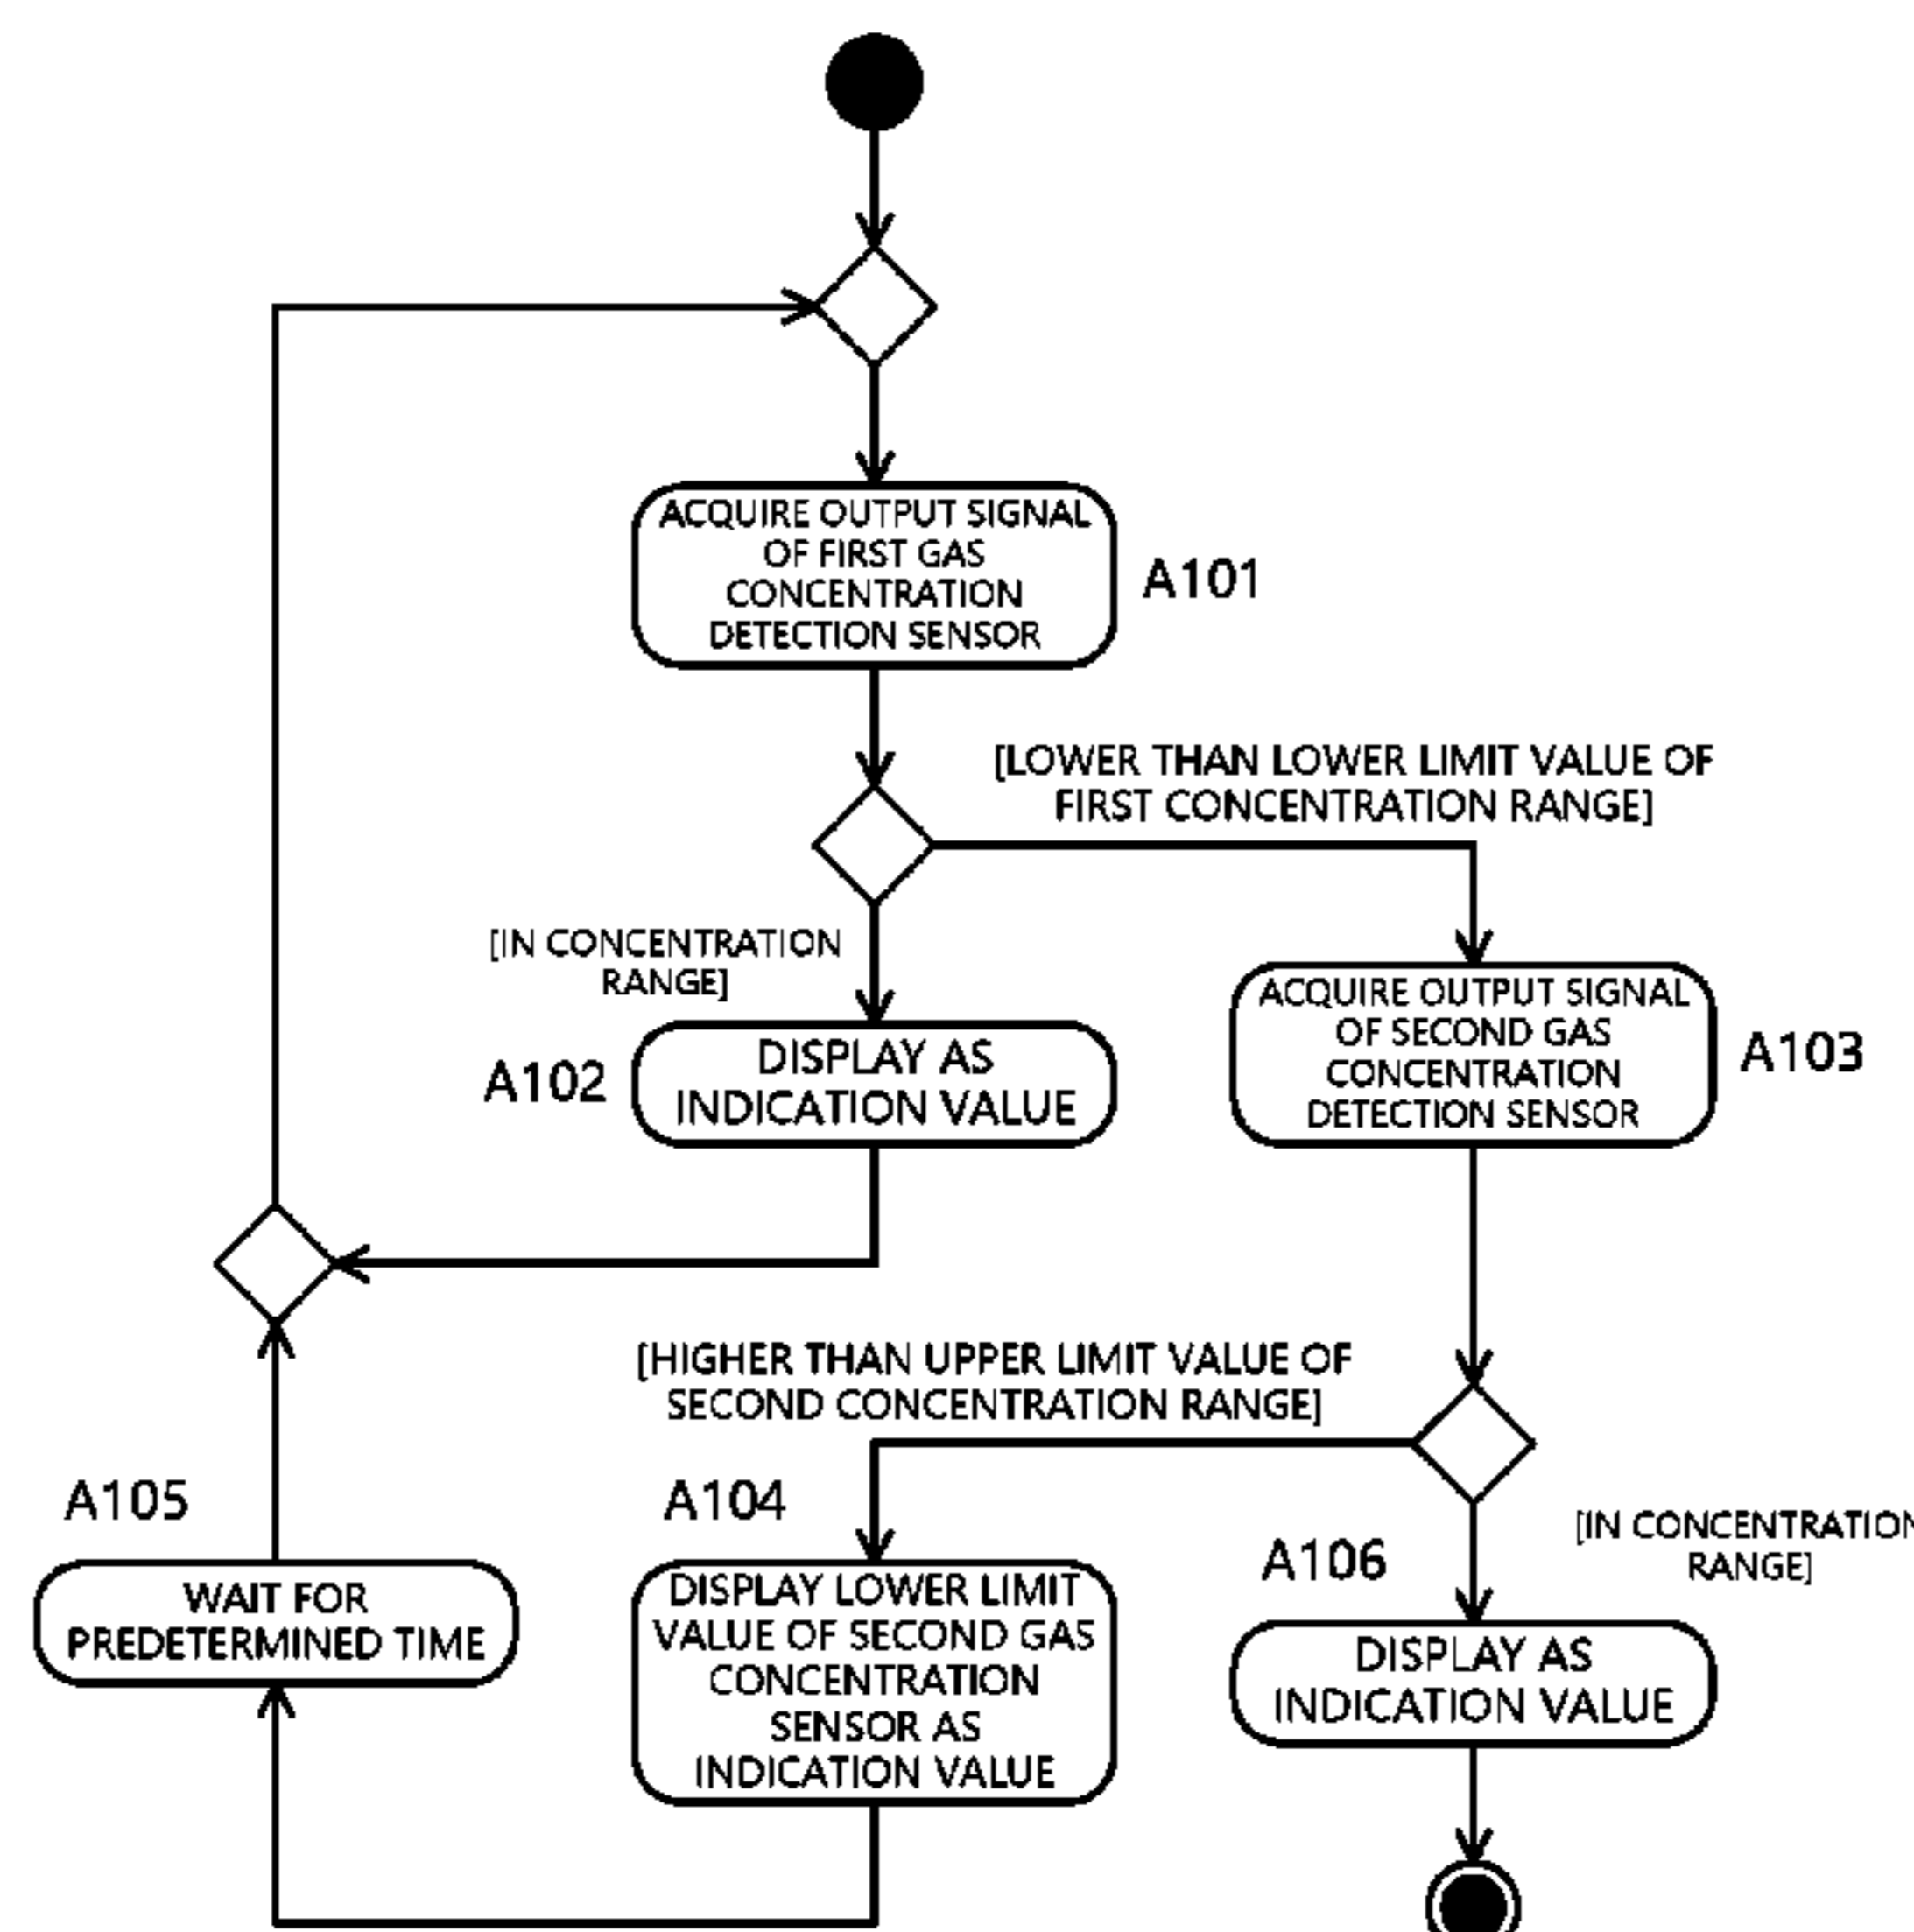 ACQUIRE OUTPUT SIGNAL
OF FIRST GAS
CONCENTRATION
DETECTION SENSOR
A101
[LOWER THAN LOWER LIMIT VALUE OF
FIRST CONCENTRATION RANGE]
[IN CONCENTRATION
RANGE]
A102
DISPLAY AS
INDICATION VALUE
ACQUIRE OUTPUT SIGNAL
OF SECOND GAS
CONCENTRATION
DETECTION SENSOR
A103
[HIGHER THAN UPPER LIMIT VALUE OF
SECOND CONCENTRATION RANGE]
A105
WAIT FOR
PREDETERMINED TIME
A104
DISPLAY LOWER LIMIT
VALUE OF SECOND GAS
CONCENTRATION
SENSOR AS
INDICATION VALUE
A106
[IN CONCENTRATION
RANGE]
DISPLAY AS
INDICATION VALUE